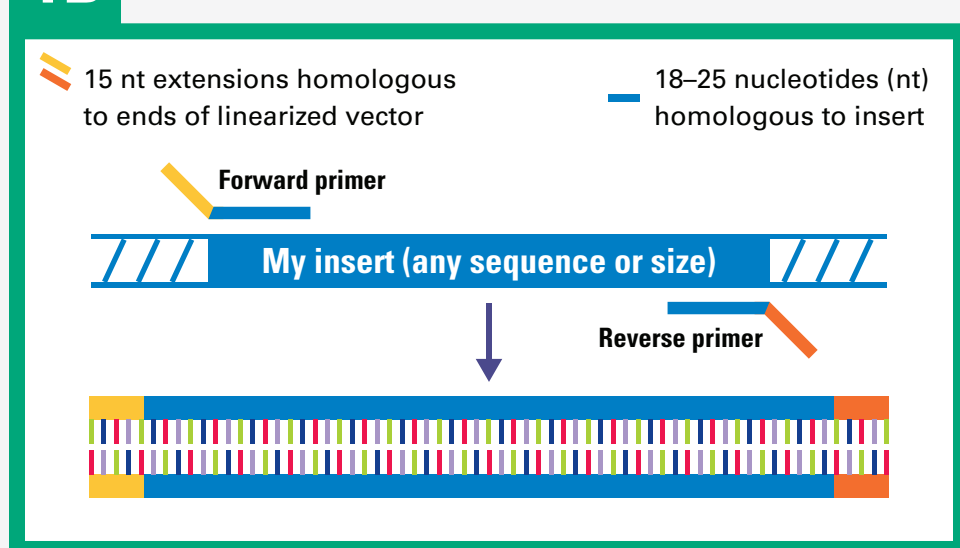 15 nt extensions homologous
to ends of linearized vector
18–25 nucleotides (nt)
homologous to insert
Forward primer
My insert (any sequence or size)
Reverse primer